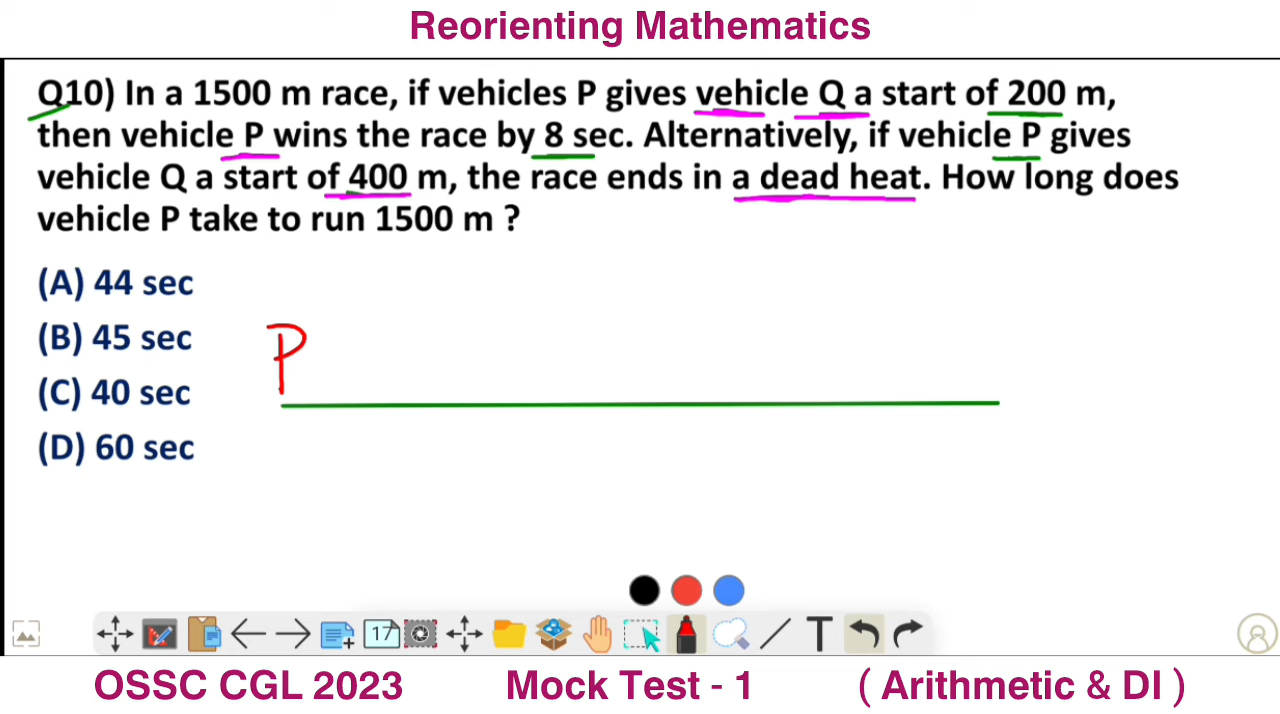 Reorienting Mathematics
Q10) In a 1500 m race, if vehicles P gives vehicle Q a start of 200 m,
then vehicle P wins the race by 8 sec. Alternatively, if vehicle P gives
vehicle Q a start of 400 m, the race ends in a dead heat. How long does
vehicle P take to run 1500 m ?
(A) 44 sec
(B) 45 sec
(C) 40 sec
(D) 60 sec
P
17
T
OSSC CGL 2023 Mock Test - 1 ( Arithmetic & DI )